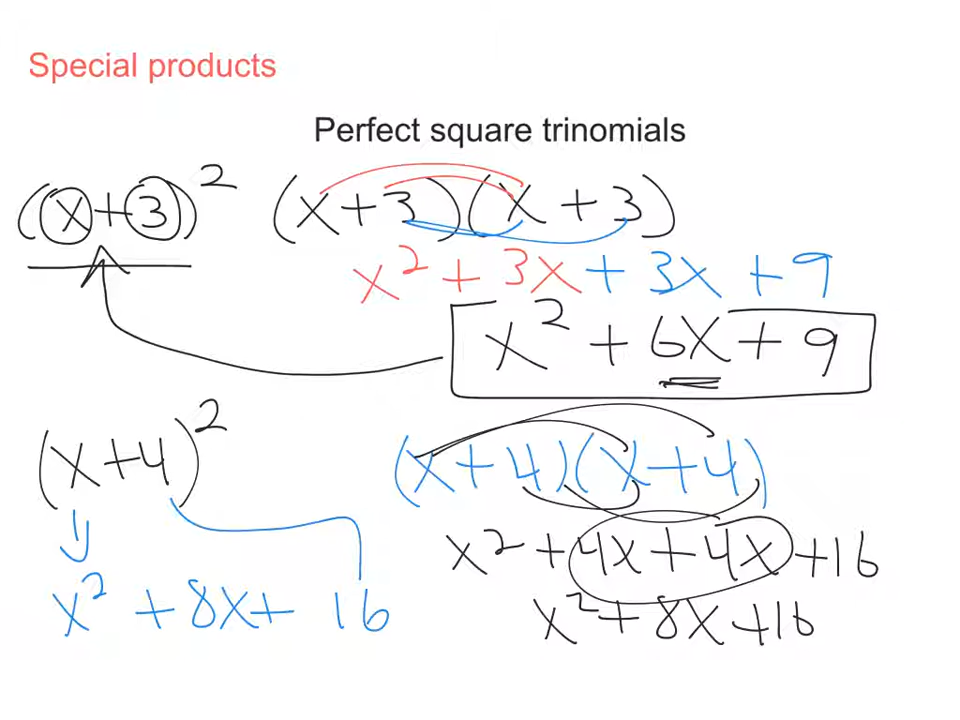 Special products
Perfect square trinomials
(x+3)² (x+3)(x+3)
x² + 3x + 3x + 9
x² + 6x + 9
(x+4)² (x+4)(x+4)
x² + 4x + 4x + 16
x² + 8x + 16 x² + 8x + 16